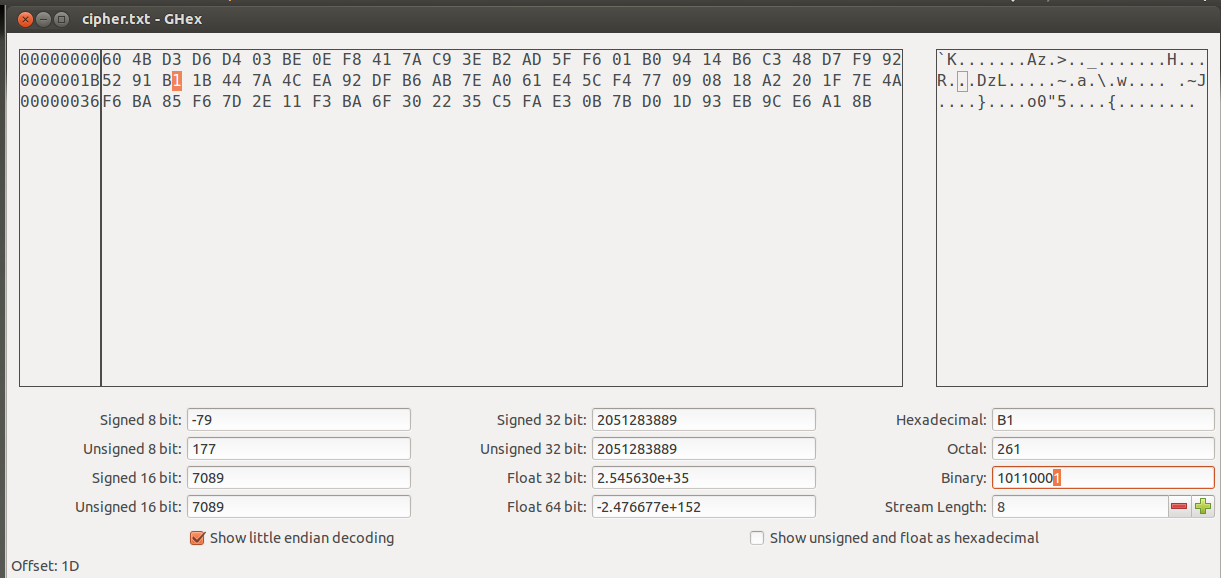 cipher.txt - GHex
00000000 60 4B D3 D6 D4 03 BE 0E F8 41 7A C9 3E B2 AD 5F F6 01 B0 94 14 B6 C3 48 D7 F9 92 `K.......Az.>.._.......H...
0000001B 52 91 B1 1B 44 7A 4C EA 92 DF B6 AB 7E A0 61 E4 5C F4 77 09 08 18 A2 20 1F 7E 4A R...DzL.....~.a.\.w.... .~J
00000036 F6 BA 85 F6 7D 2E 11 F3 BA 6F 30 22 35 C5 FA E3 0B 7B D0 1D 93 EB 9C E6 A1 8B ....}....o0"5....{........
Signed 8 bit: -79 Signed 32 bit: 2051283889 Hexadecimal: B1
Unsigned 8 bit: 177 Unsigned 32 bit: 2051283889 Octal: 261
Signed 16 bit: 7089 Float 32 bit: 2.545630e+35 Binary: 10110001
Unsigned 16 bit: 7089 Float 64 bit: -2.476677e+152 Stream Length: 8
Show little endian decoding Show unsigned and float as hexadecimal
Offset: 1D